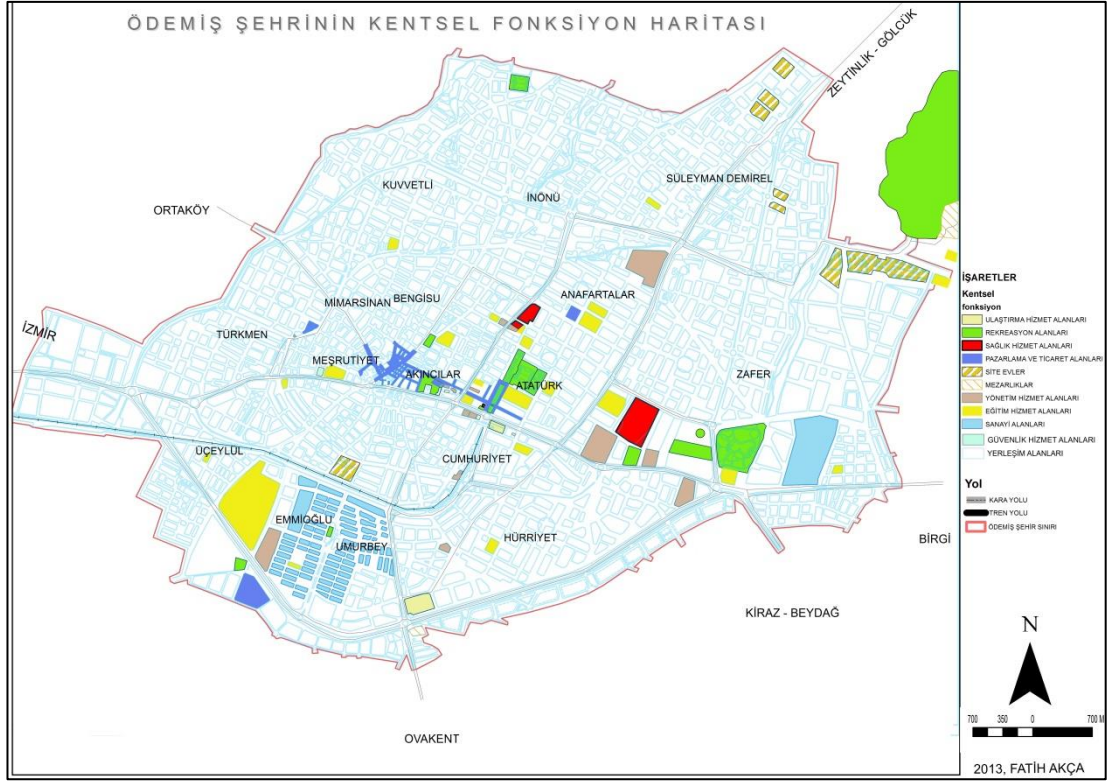 ÖDEMİŞ ŞEHRİNİN KENTSEL FONKSİYON HARİTASI
ZEYTİNLİK - GÖLCÜK
KUVVETLİ
SÜLEYMAN DEMİREL
İNÖNÜ
ORTAKÖY
ANAFARTALAR
MİMARSİNAN
BENGİSU
İZMİR
TÜRKMEN
MEŞRUTİYET
AKINCILAR
ATATÜRK
ZAFER
ÜÇEYLÜL
CUMHURİYET
EMMİOĞLU
UMURBEY
HÜRRİYET
BİRGİ
KİRAZ - BEYDAĞ
OVAKENT
İŞARETLER
Kentsel
fonksiyon
ULAŞTIRMA HİZMET ALANLARI
REKREASYON ALANLARI
SAĞLIK HİZMET ALANLARI
PAZARLAMA VE TİCARET ALANLARI
SİTE EVLER
MEZARLIKLAR
YÖNETİM HİZMET ALANLARI
EĞİTİM HİZMET ALANLARI
SANAYİ ALANLARI
GÜVENLİK HİZMET ALANLARI
YERLEŞİM ALANLARI
Yol
KARA YOLU
TREN YOLU
ÖDEMİŞ ŞEHİR SINIRI
N
700 350 0 700 M
2013, FATİH AKÇA